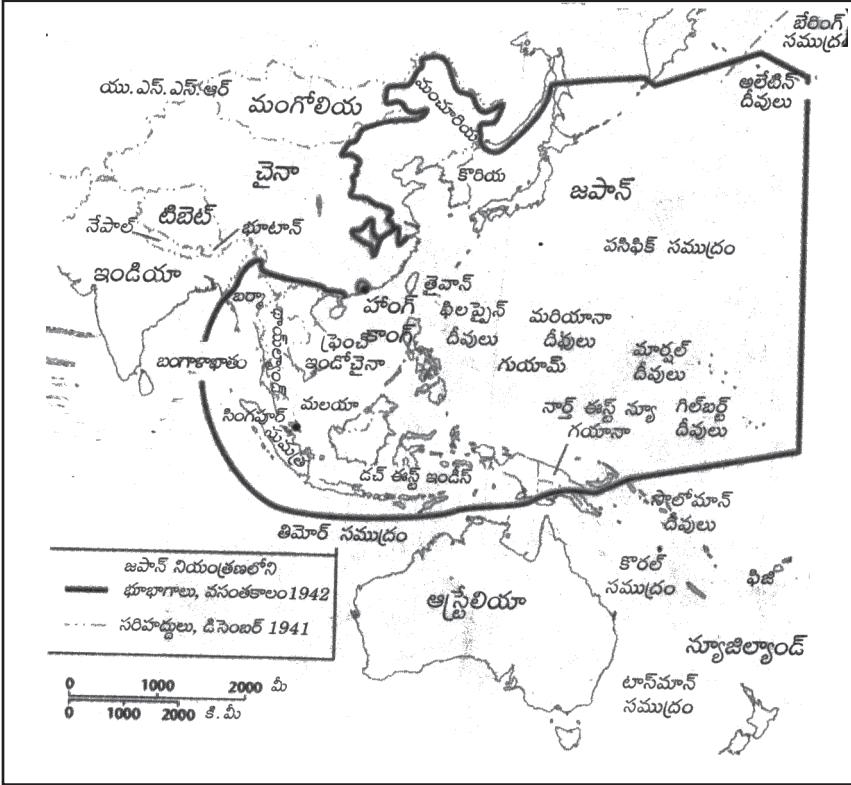 బేరింగ్
సముద్ర
అలేటిన్
దీవులు
యు.ఎస్.ఎస్.ఆర్
మంగోలియ
మంచూరియ
చైనా
కొరియ
జపాన్
టిబెట్
నేపాల్
భూటాన్
పసిఫిక్ సముద్రం
ఇండియా
బర్మా
హాంగ్
కాంగ్
తైవాన్
ఫిలప్పైన్
దీవులు
మరియానా
దీవులు
గుయామ్
మార్షల్
దీవులు
ఫ్రెంచ్
ఇండోచైనా
బంగాళాఖాతం
మలయా
సింగపూర్
సుమత్ర
నార్త్ ఈస్ట్ న్యూ
గయానా
గిల్‌బర్ట్
దీవులు
డచ్ ఈస్ట్ ఇండీస్
సొలోమాన్
దీవులు
తిమోర్ సముద్రం
కొరల్
సముద్రం
ఫిజి
ఆస్ట్రేలియా
న్యూజిల్యాండ్
టాస్‌మాన్
సముద్రం
జపాన్ నియంత్రణలోని
భూభాగాలు, వసంతకాలం 1942
సరిహద్దులు, డిసెంబర్ 1941
0 1000 2000 మీ
0 1000 2000 కి.మీ